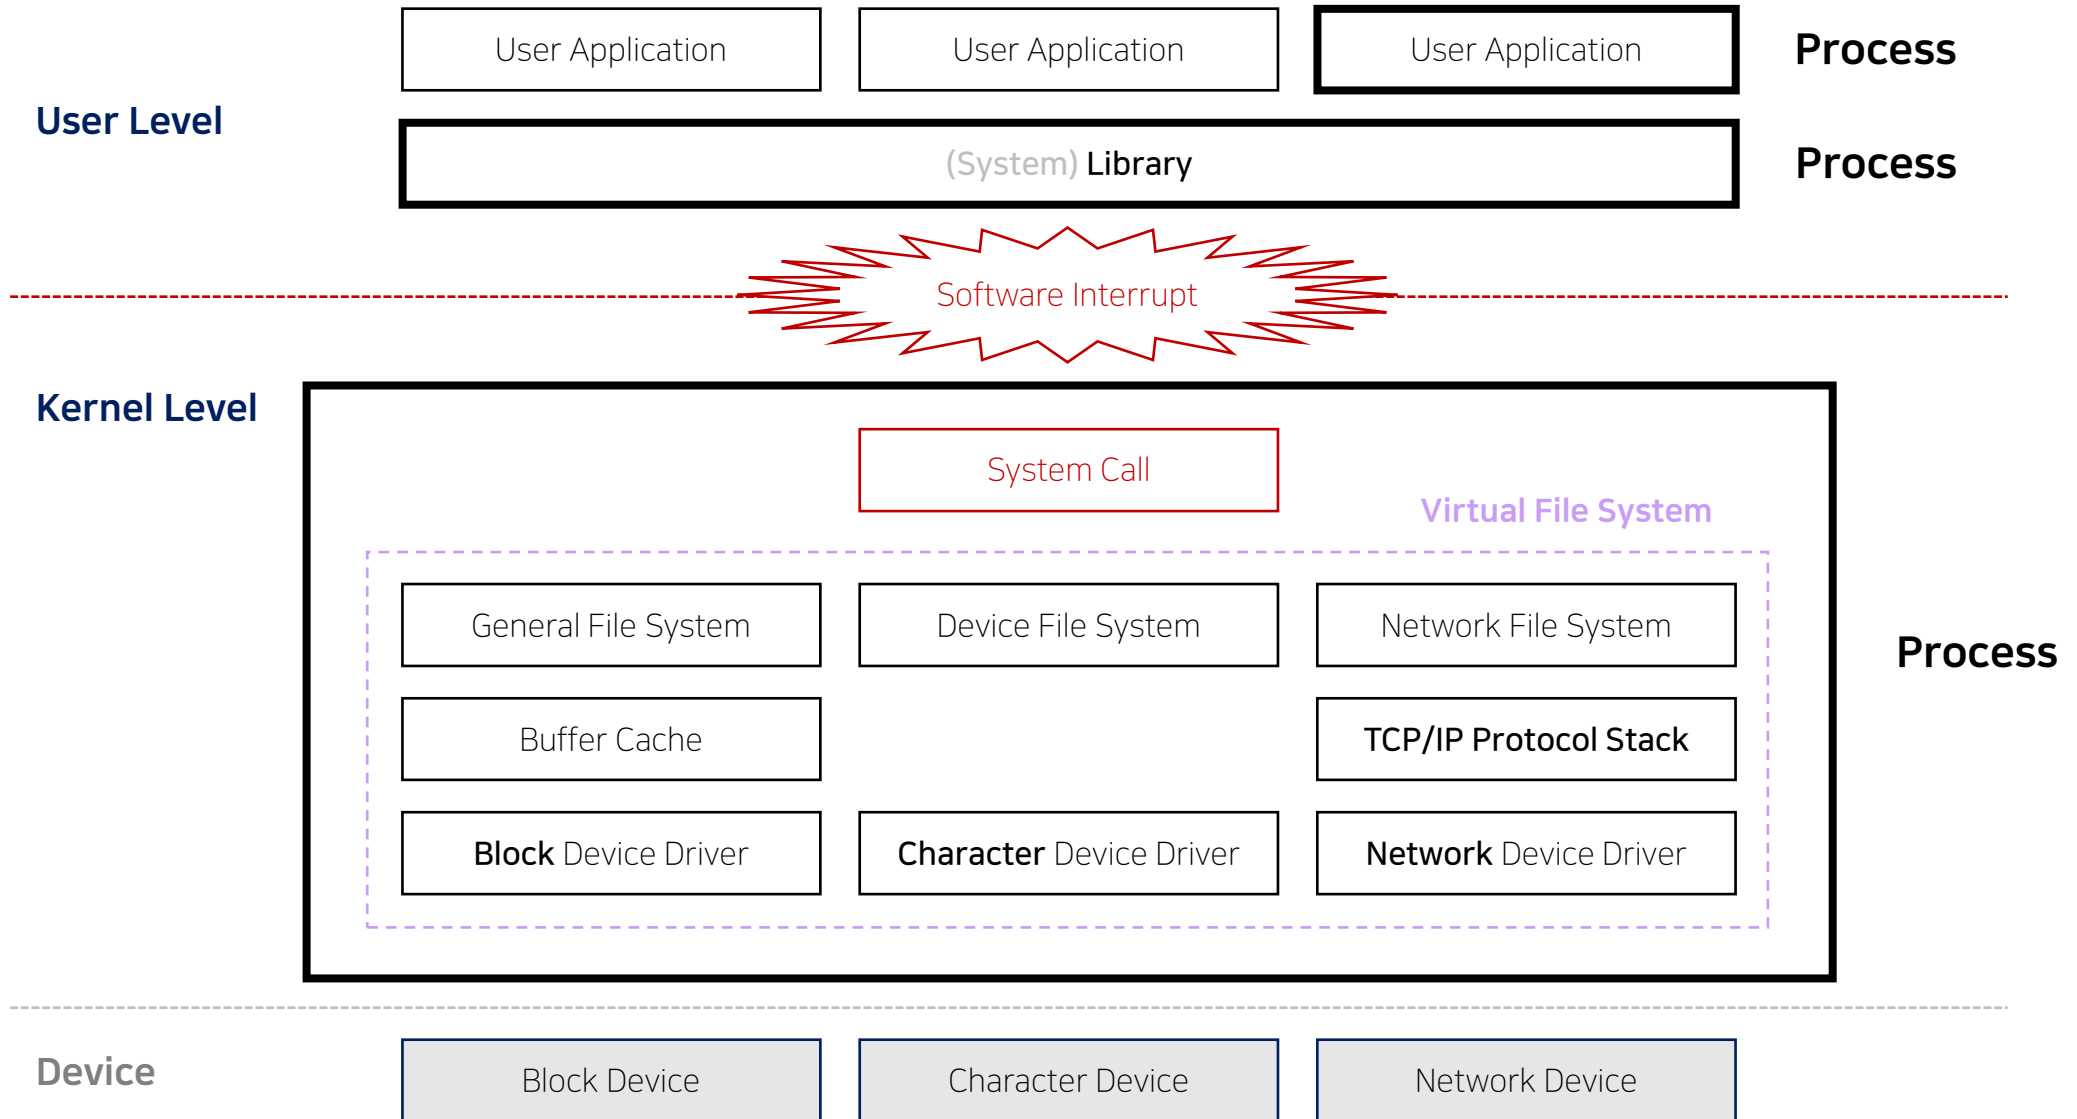 User Application
User Application
User Application
Process
User Level
(System) Library
Process
Software Interrupt
Kernel Level
System Call
Virtual File System
General File System
Device File System
Network File System
Process
Buffer Cache
TCP/IP Protocol Stack
Block Device Driver
Character Device Driver
Network Device Driver
Device
Block Device
Character Device
Network Device